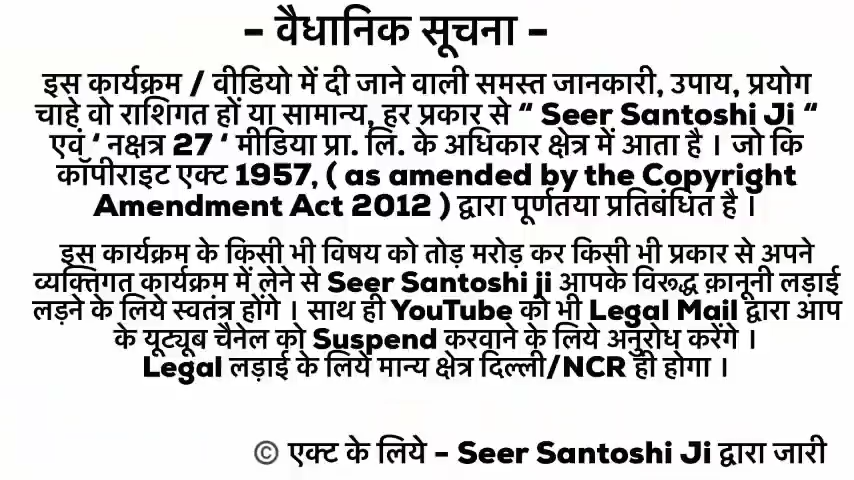 - वैधानिक सूचना -
इस कार्यक्रम / वीडियो में दी जाने वाली समस्त जानकारी, उपाय, प्रयोग
चाहे वो राशिगत हों या सामान्य, हर प्रकार से “ Seer Santoshi Ji “
एवं ‘ नक्षत्र 27 ‘ मीडिया प्रा. लि. के अधिकार क्षेत्र में आता है । जो कि
कॉपीराइट एक्ट 1957, ( as amended by the Copyright
Amendment Act 2012 ) द्वारा पूर्णतया प्रतिबंधित है ।
इस कार्यक्रम के किसी भी विषय को तोड़ मरोड़ कर किसी भी प्रकार से अपने
व्यक्तिगत कार्यक्रम में लेने से Seer Santoshi ji आपके विरूद्ध क़ानूनी लड़ाई
लड़ने के लिये स्वतंत्र होंगे । साथ ही YouTube को भी Legal Mail द्वारा आप
के यूट्यूब चैनेल को Suspend करवाने के लिये अनुरोध करेंगे ।
Legal लड़ाई के लिये मान्य क्षेत्र दिल्ली/NCR ही होगा ।
© एक्ट के लिये - Seer Santoshi Ji द्वारा जारी